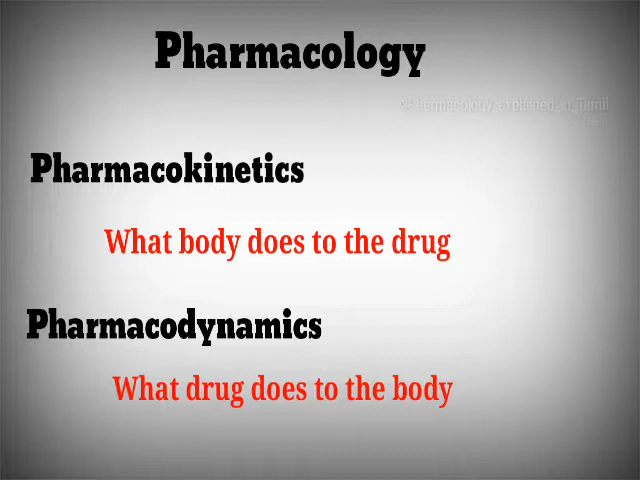 Pharmacology
Pharmacokinetics
What body does to the drug
Pharmacodynamics
What drug does to the body